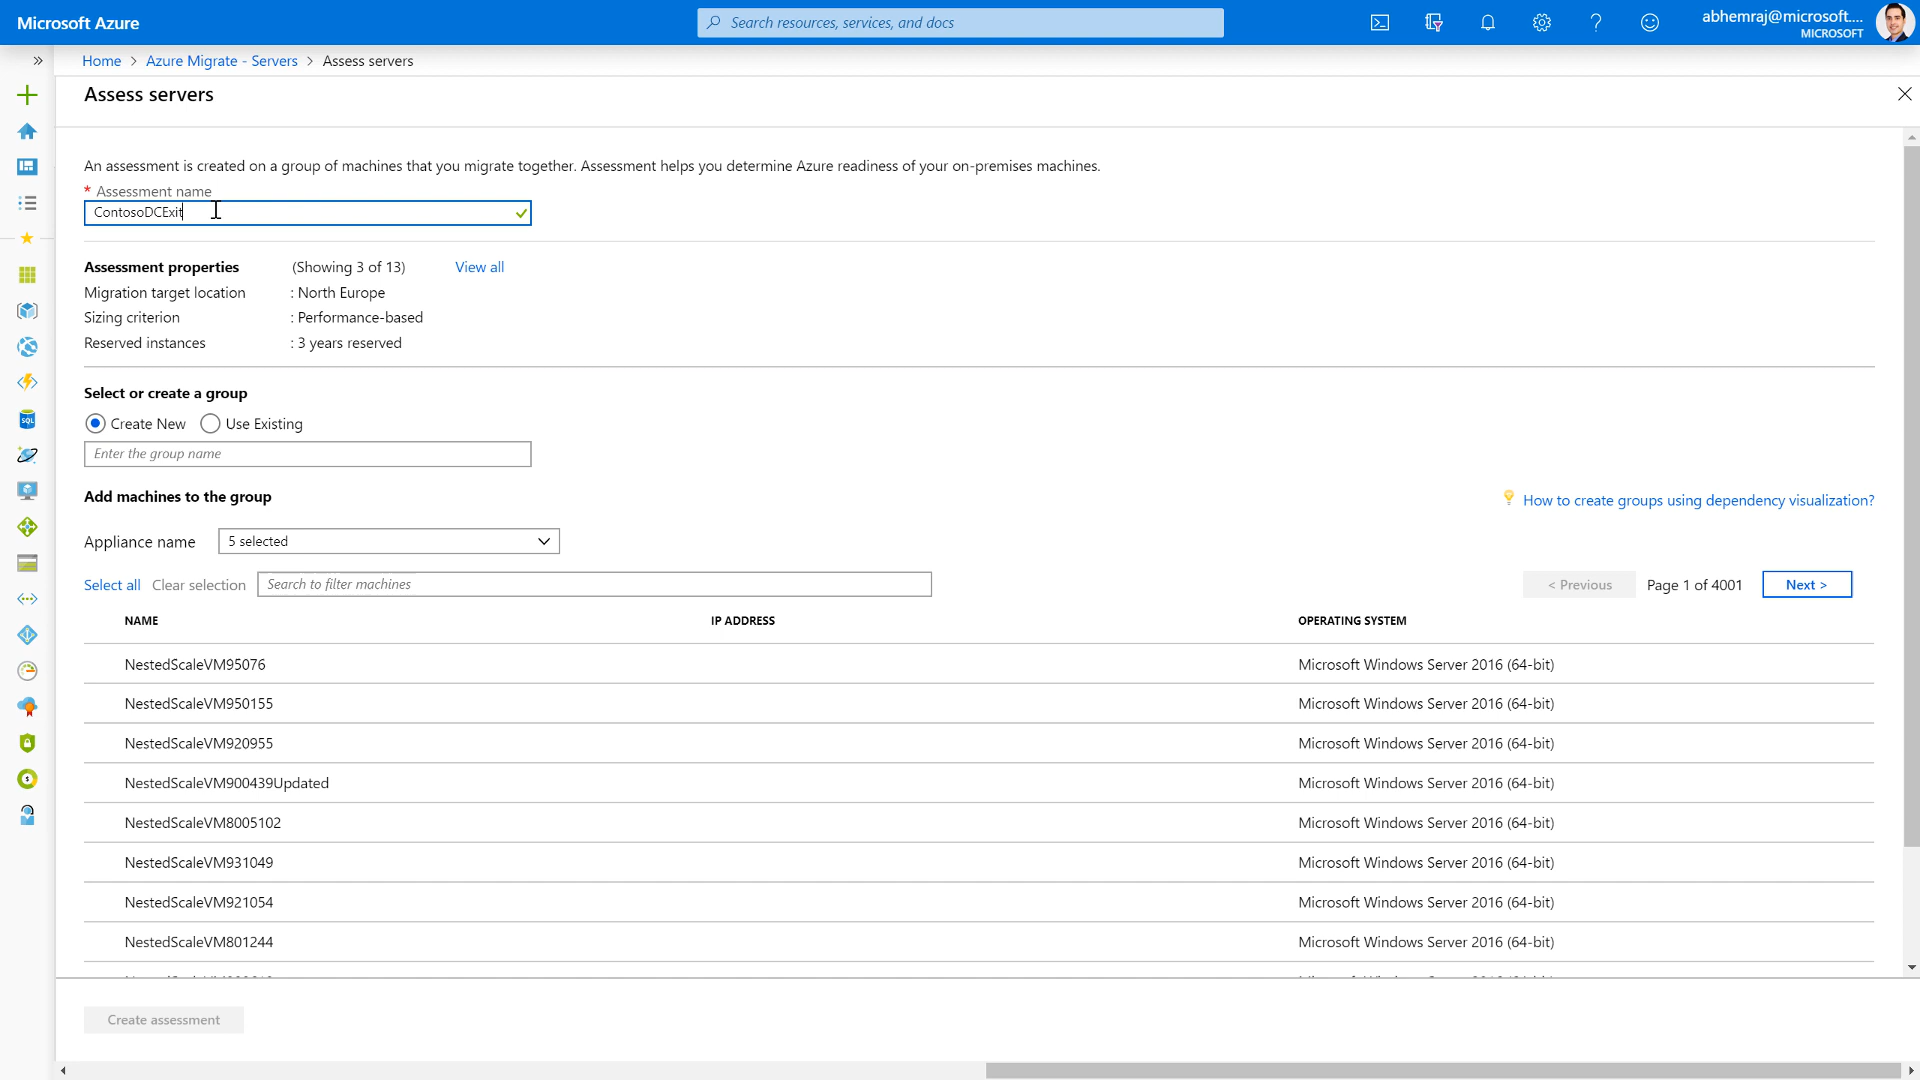 Microsoft Azure
Search resources, services, and docs
abhemraj@microsoft....
MICROSOFT
Home > Azure Migrate - Servers > Assess servers
Assess servers
An assessment is created on a group of machines that you migrate together. Assessment helps you determine Azure readiness of your on-premises machines.
* Assessment name
ContosoDCExit
Assessment properties (Showing 3 of 13) View all
Migration target location : North Europe
Sizing criterion : Performance-based
Reserved instances : 3 years reserved
Select or create a group
Create New Use Existing
Enter the group name
Add machines to the group
How to create groups using dependency visualization?
Appliance name 5 selected
Select all Clear selection Search to filter machines < Previous Page 1 of 4001 Next >
NAME IP ADDRESS OPERATING SYSTEM
NestedScaleVM95076 Microsoft Windows Server 2016 (64-bit)
NestedScaleVM950155 Microsoft Windows Server 2016 (64-bit)
NestedScaleVM920955 Microsoft Windows Server 2016 (64-bit)
NestedScaleVM900439Updated Microsoft Windows Server 2016 (64-bit)
NestedScaleVM8005102 Microsoft Windows Server 2016 (64-bit)
NestedScaleVM931049 Microsoft Windows Server 2016 (64-bit)
NestedScaleVM921054 Microsoft Windows Server 2016 (64-bit)
NestedScaleVM801244 Microsoft Windows Server 2016 (64-bit)
Create assessment